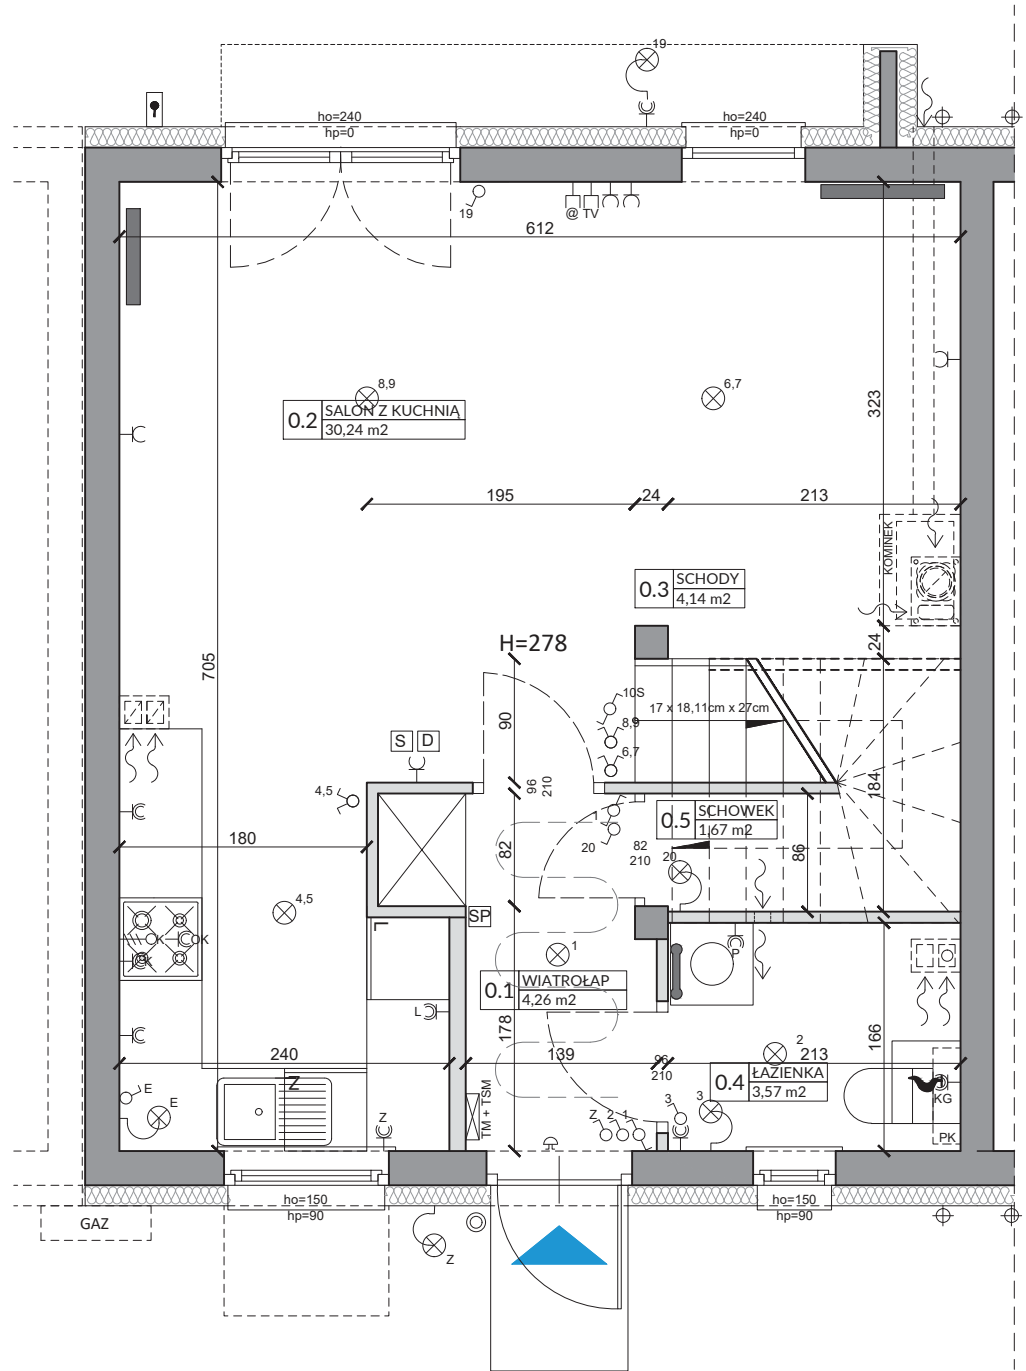 19
ho=240
hp=0
ho=240
hp=0
19
@ TV
612
8,9
6,7
0.2 SALON Z KUCHNIĄ
30,24 m2
323
195 24 213
KOMINEK
0.3 SCHODY
4,14 m2
H=278
24
705
10S
17 x 18,11cm x 27cm
90
8,9
6,7
S D
96
210
4,5
184
1
0.5 SCHOWEK
1,67 m2
180
82
20
82
210
20
86
4,5
SP
OK OK
OK
1
P
0.1 WIATROŁAP
4,26 m2
L
178
166
2
240
139
96
210
213
0.4 ŁAZIENKA
3,57 m2
Z
E
E
TM + TSM
Z 2 1
3
3
Z
KG
PK
ho=150
hp=90
ho=150
hp=90
GAZ
Z